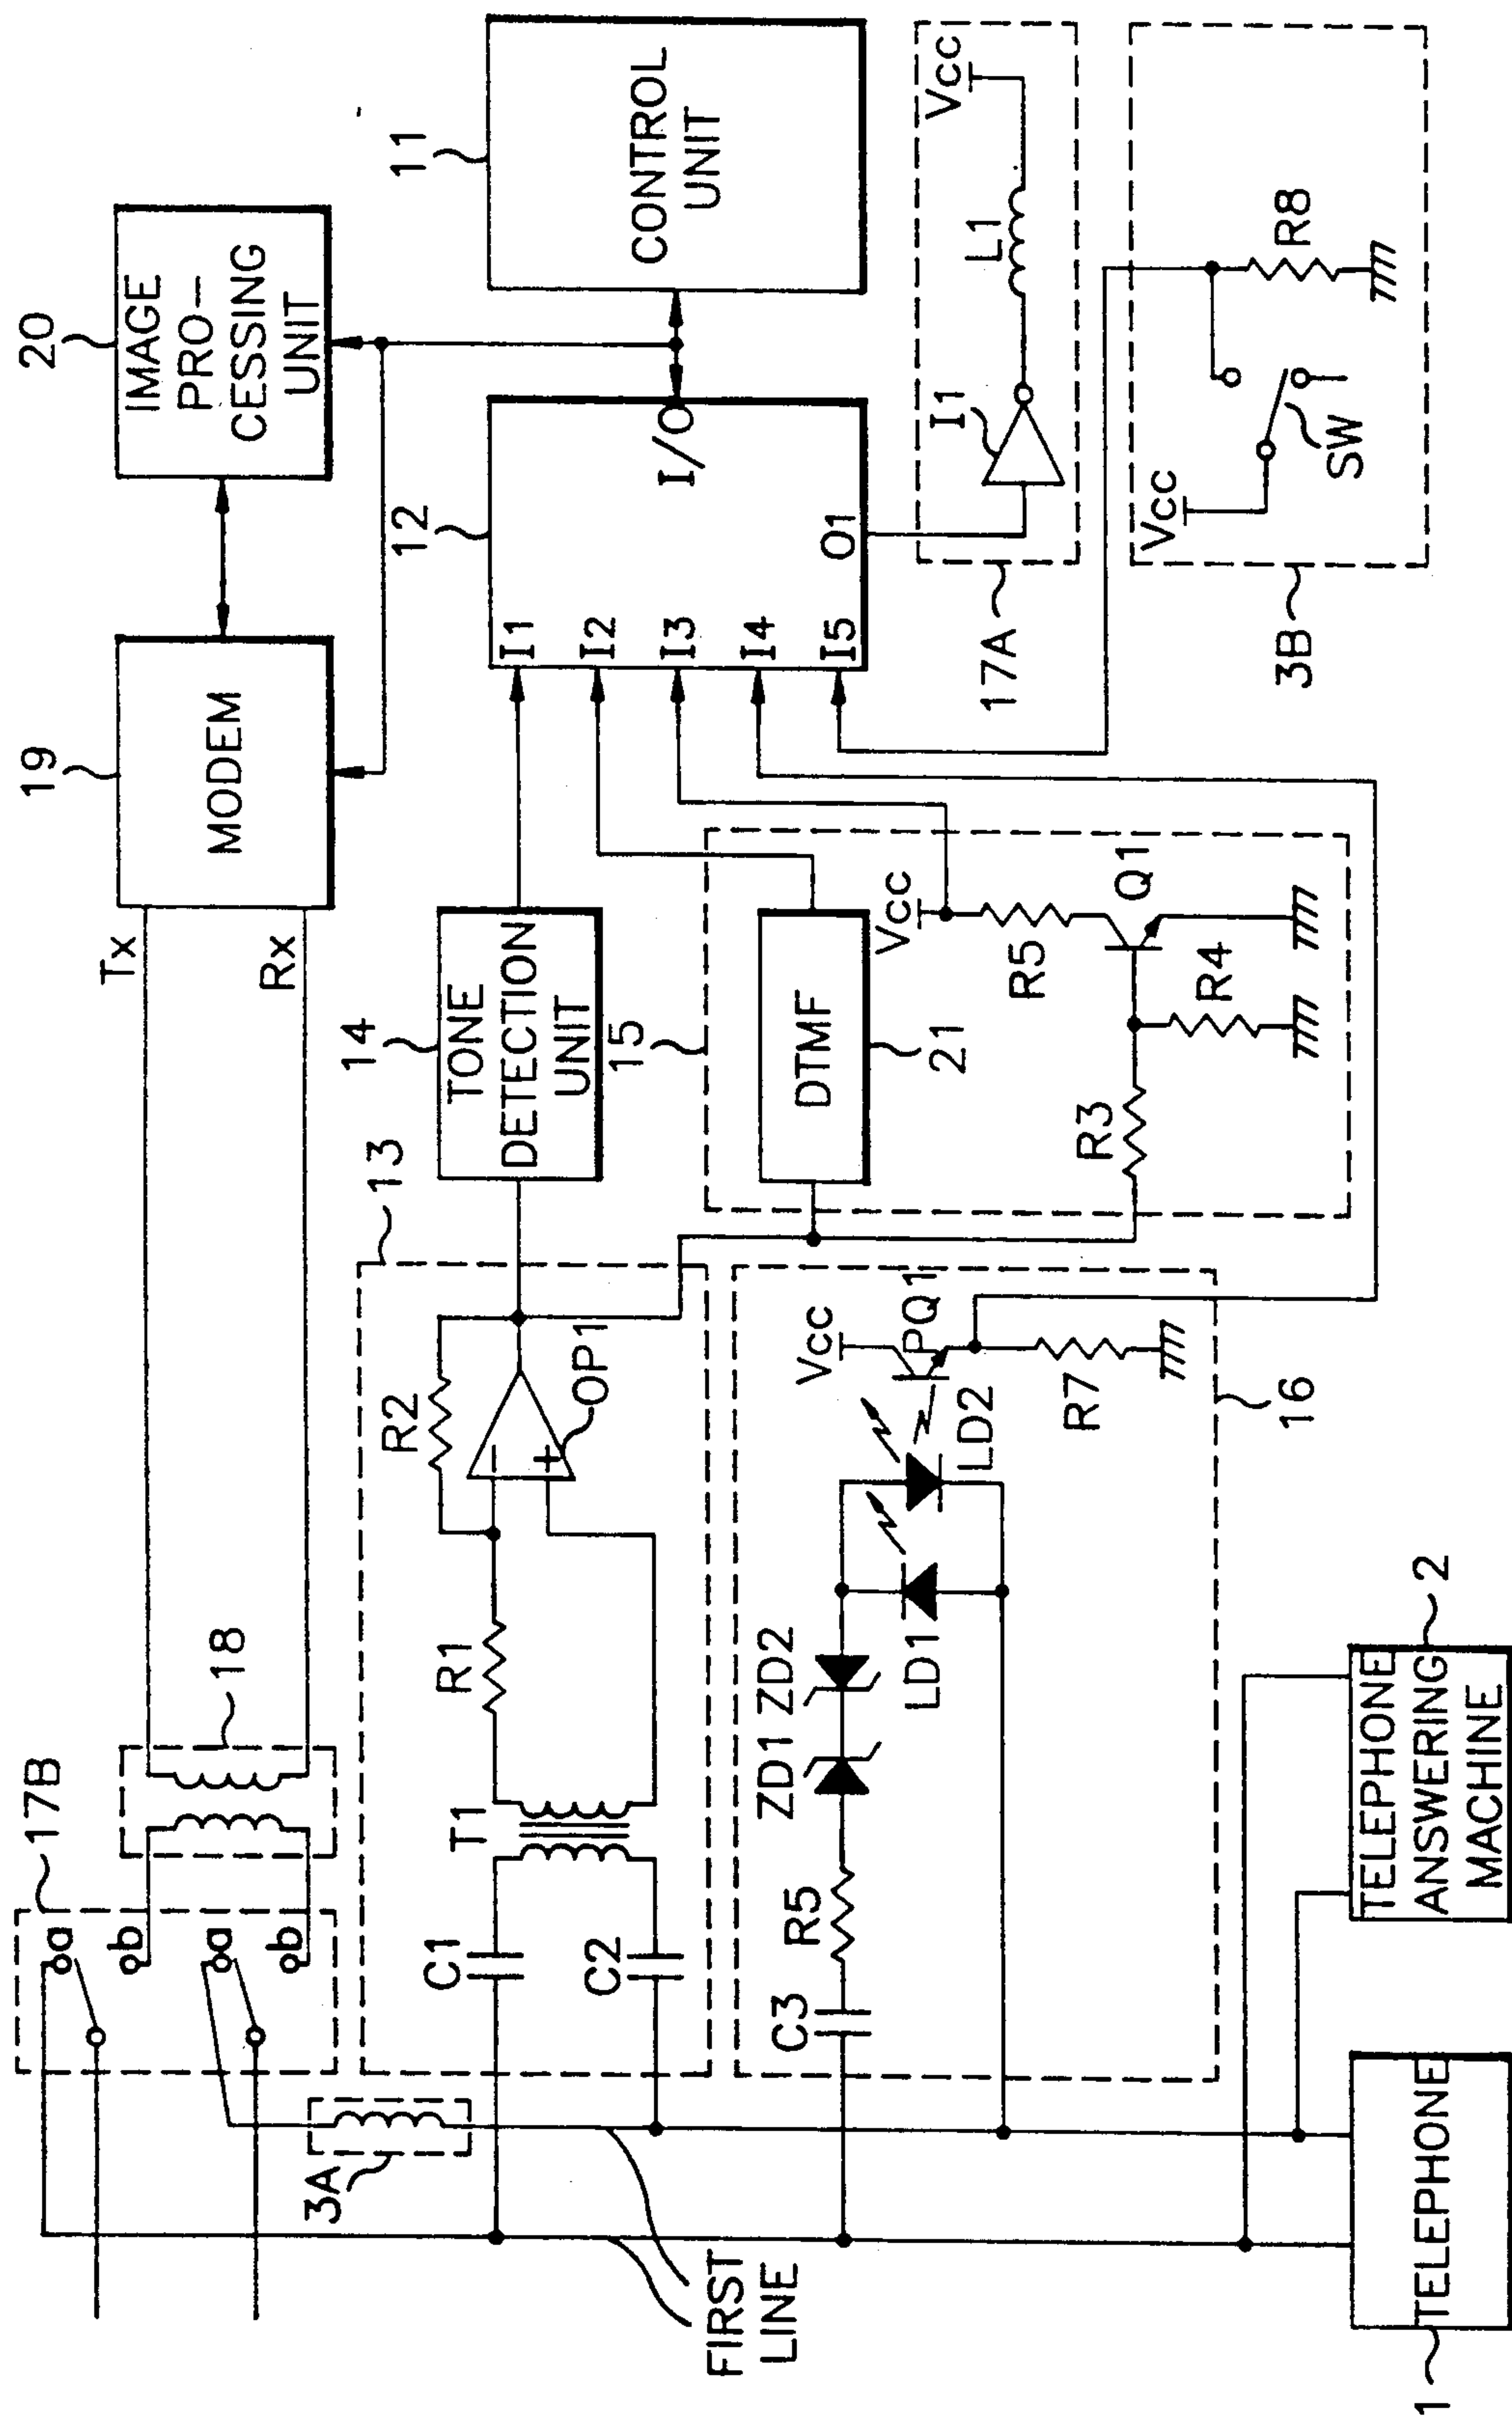 17B
a
b
a
b
18
Tx
Rx
19
MODEM
20
IMAGE
PRO-
CESSING
UNIT
3A
13
C1
C2
T1
R1
R2
OP1
14
TONE
DETECTION
UNIT
12
I1
I2
I3
I4
I5
I/O
O1
11
CONTROL
UNIT
FIRST
LINE
C3
R5
ZD1
ZD2
LD1
LD2
Vcc
PQ1
R7
16
15
DTMF
21
Vcc
R5
Q1
R3
R4
17A
I1
L1
Vcc
3B
Vcc
SW
R8
1
TELEPHONE
2
TELEPHONE
ANSWERING
MACHINE